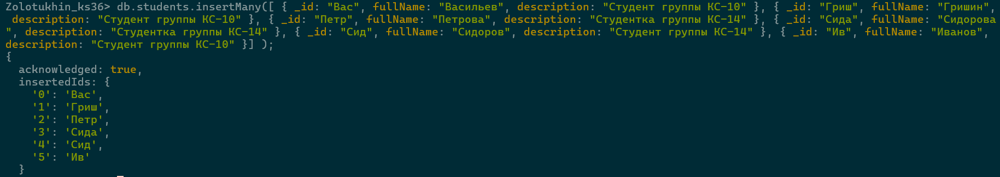 Zolotukhin_ks36> db.students.insertMany([ { _id: "Вас", fullName: "Васильев", description: "Студент группы КС-10" }, { _id: "Гриш", fullName: "Гришин",
 description: "Студент группы КС-10" }, { _id: "Петр", fullName: "Петрова", description: "Студентка группы КС-14" }, { _id: "Сида", fullName: "Сидорова
", description: "Студентка группы КС-14" }, { _id: "Сид", fullName: "Сидоров", description: "Студент группы КС-14" }, { _id: "Ив", fullName: "Иванов",
description: "Студент группы КС-10" }] );
{
  acknowledged: true,
  insertedIds: {
    '0': 'Вас',
    '1': 'Гриш',
    '2': 'Петр',
    '3': 'Сида',
    '4': 'Сид',
    '5': 'Ив'
  }